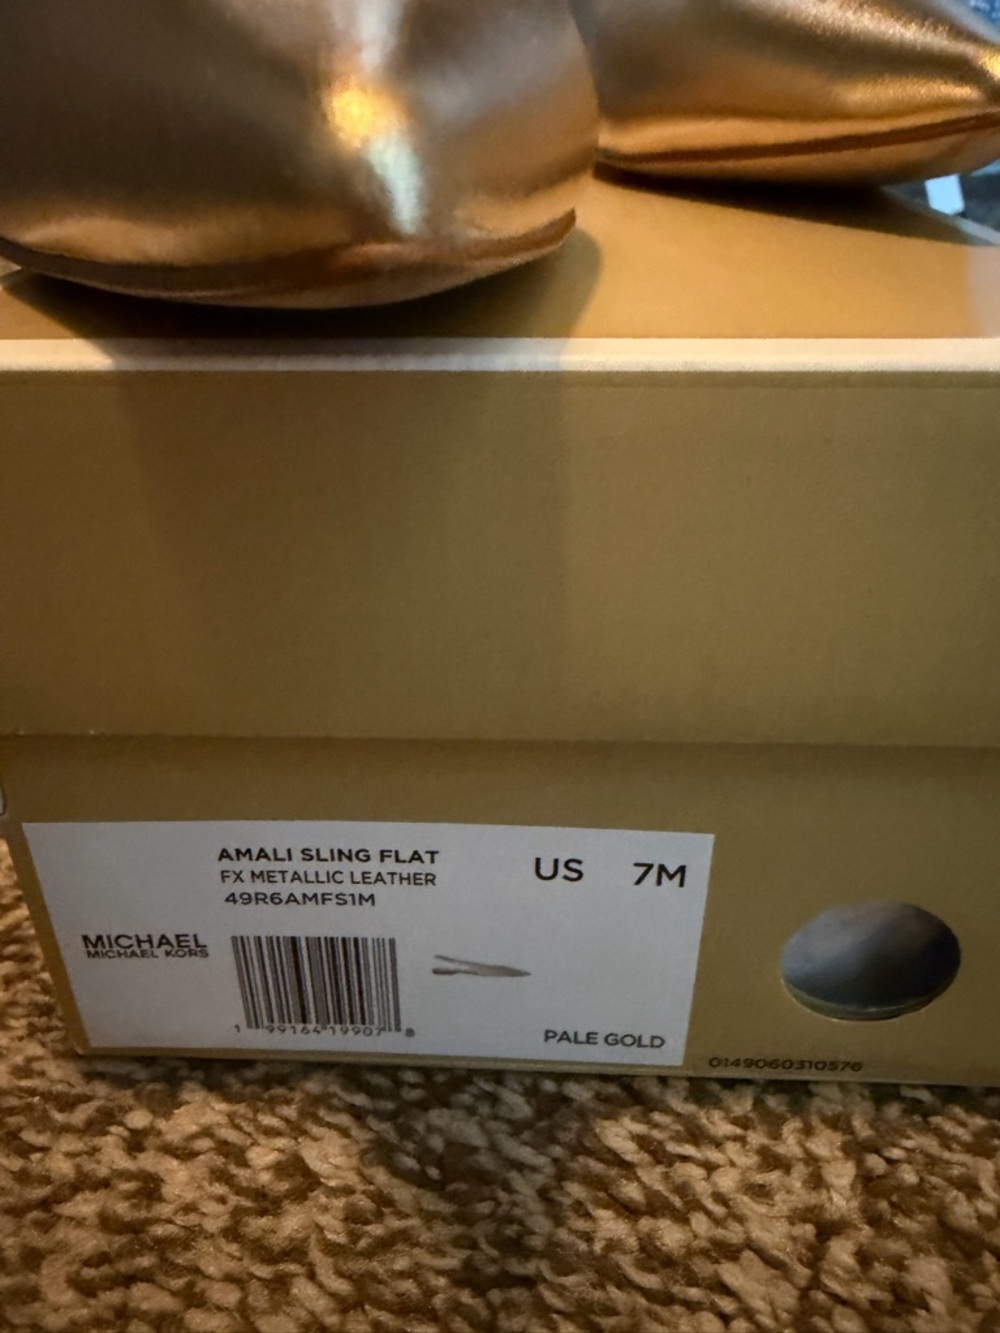 AMALI SLING FLAT
FX METALLIC LEATHER
49R6AMFS1M
US 7M
MICHAEL
MICHAEL KORS
1 99164 19907 8
PALE GOLD
0149060310576